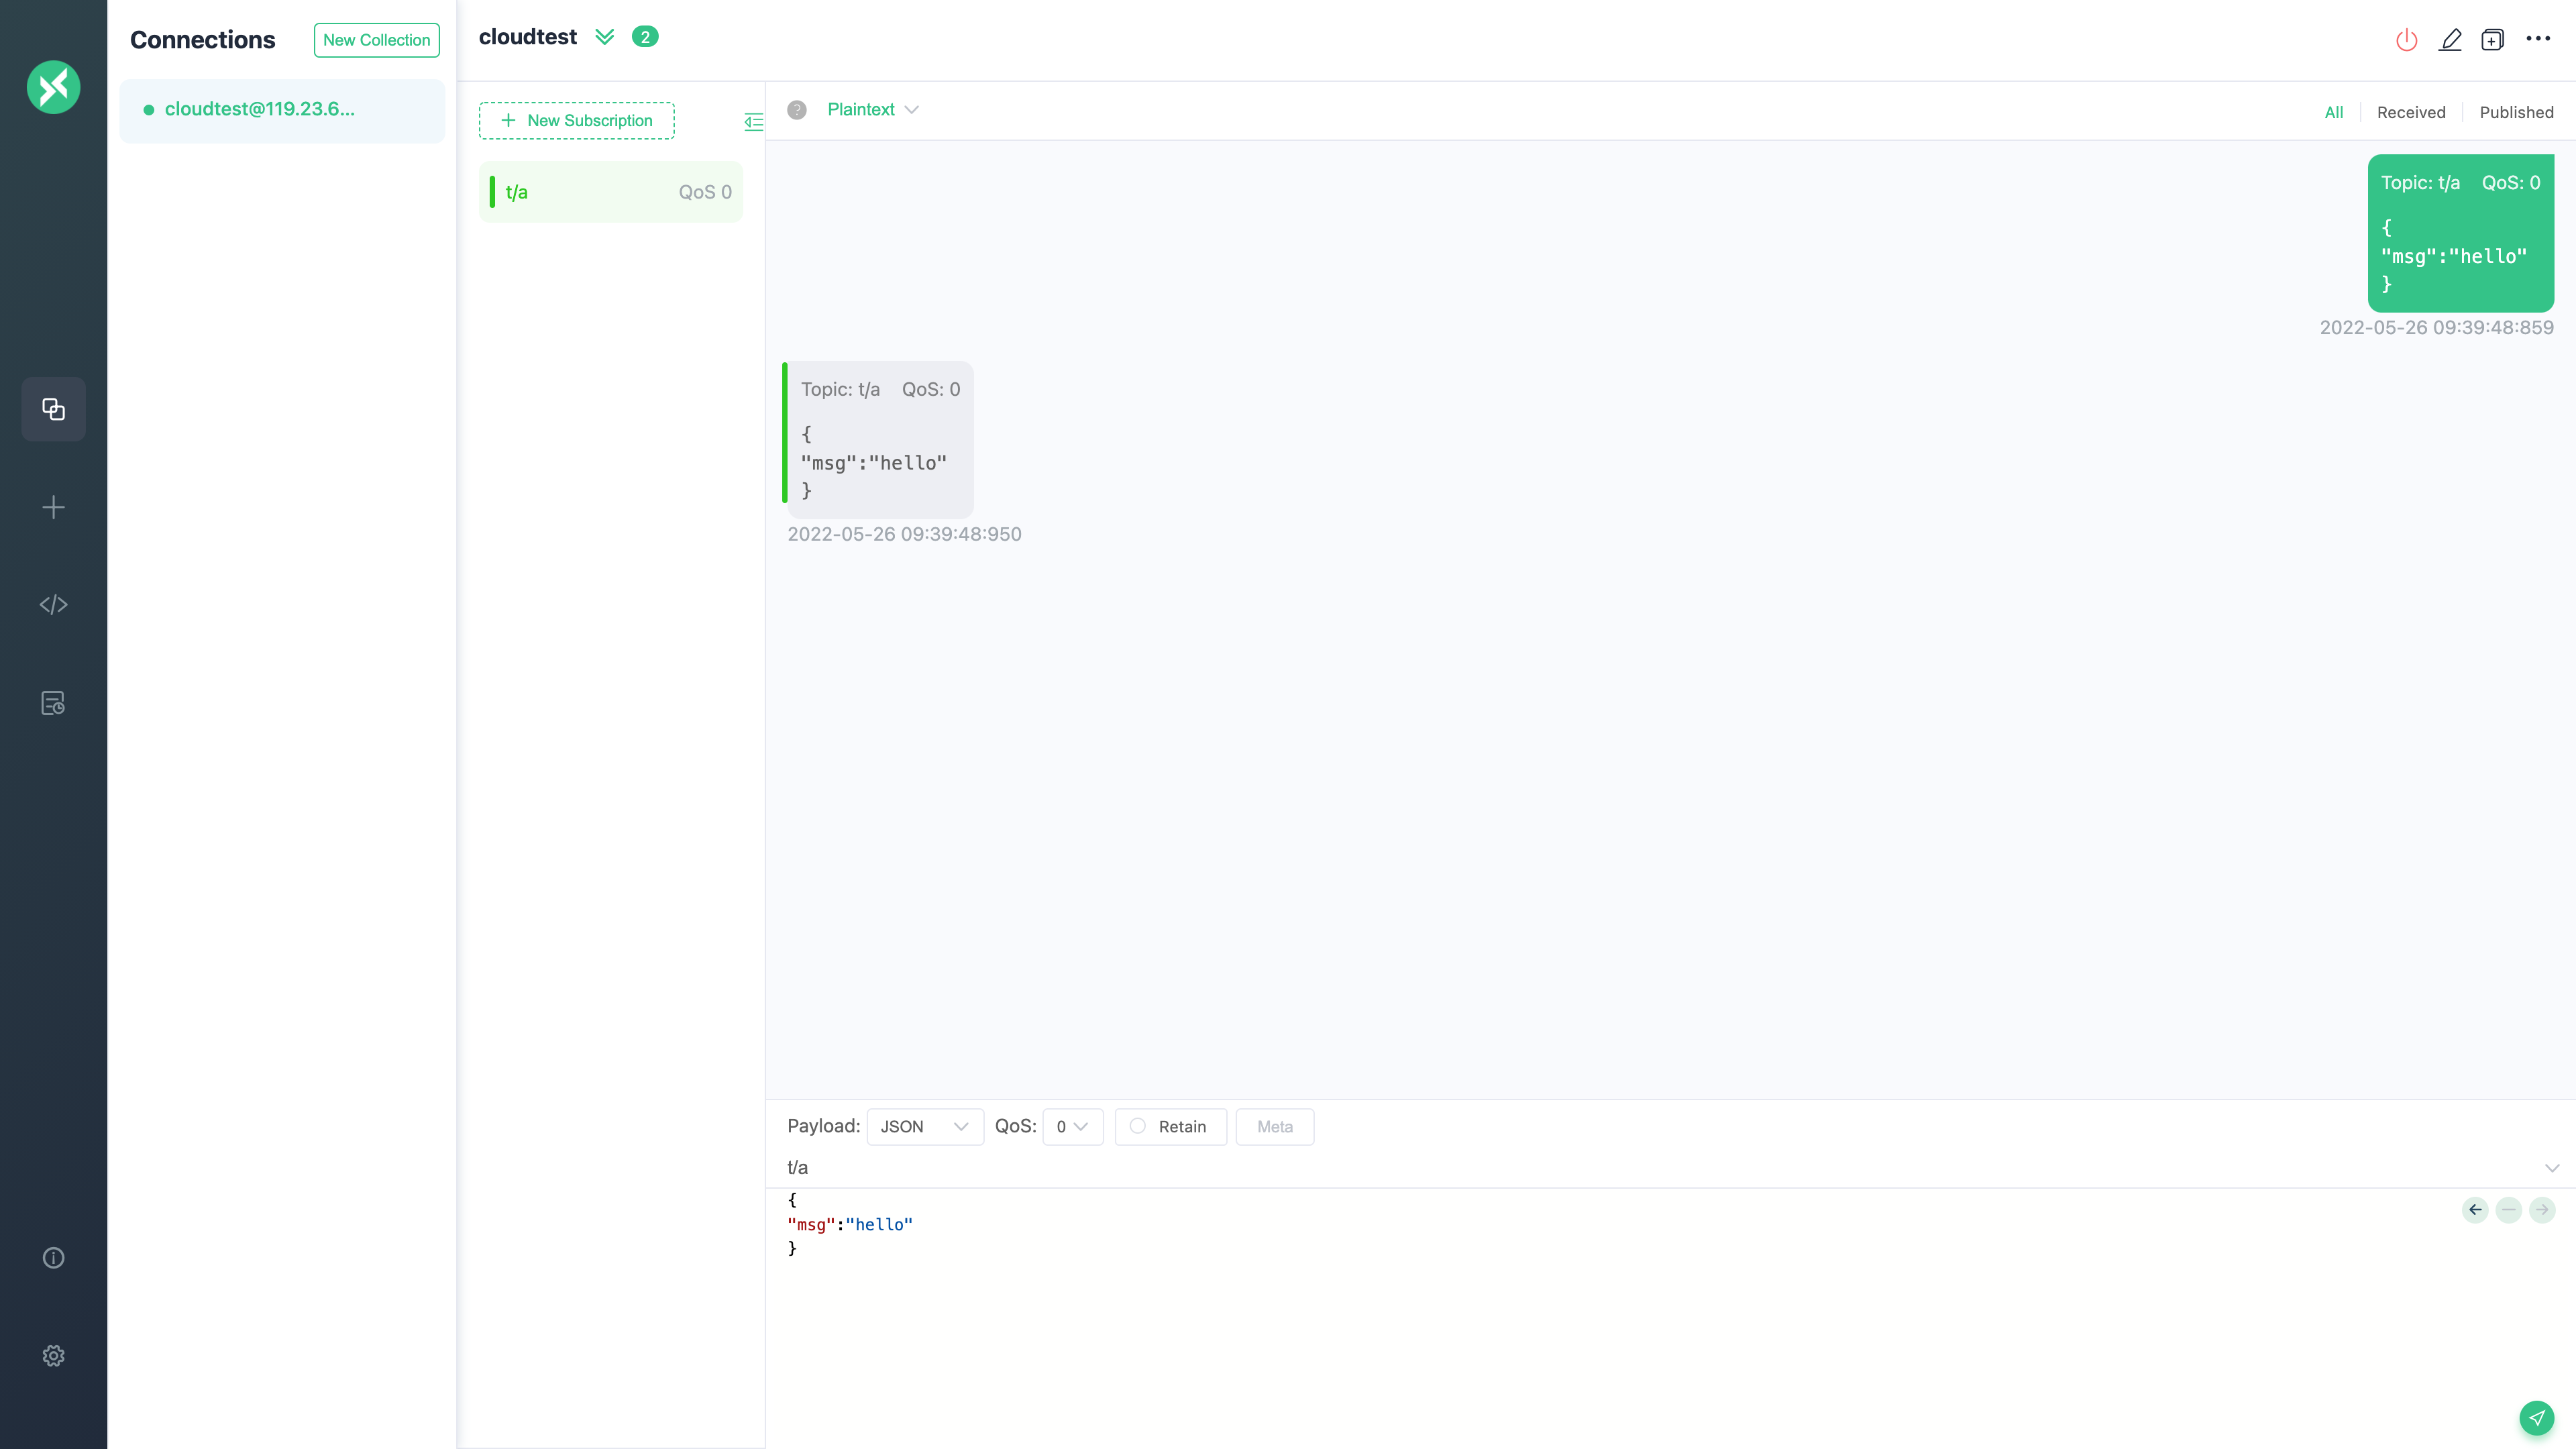 Connections
New Collection
cloudtest@119.23.6...
cloudtest
2
New Subscription
t/a QoS 0
Plaintext
All Received Published
Topic: t/a QoS: 0
{
"msg":"hello"
}
2022-05-26 09:39:48:859
Topic: t/a QoS: 0
{
"msg":"hello"
}
2022-05-26 09:39:48:950
Payload: JSON QoS: 0 Retain Meta
t/a
{
"msg":"hello"
}